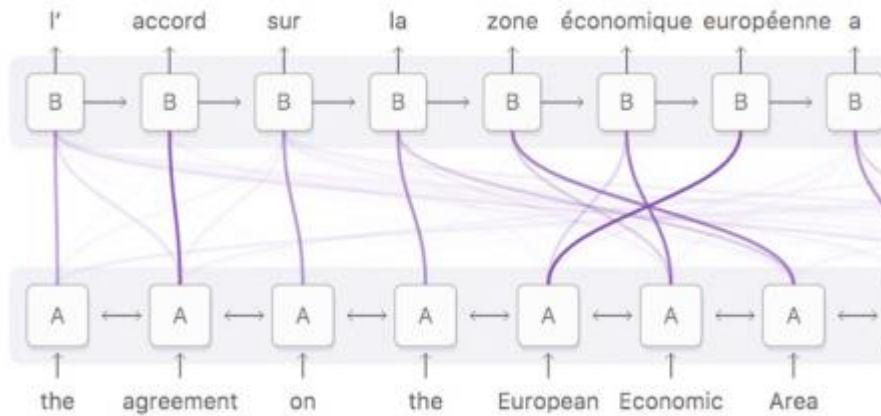 l' accord sur la zone économique européenne a
B B B B B B B B
A A A A A A A
the agreement on the European Economic Area